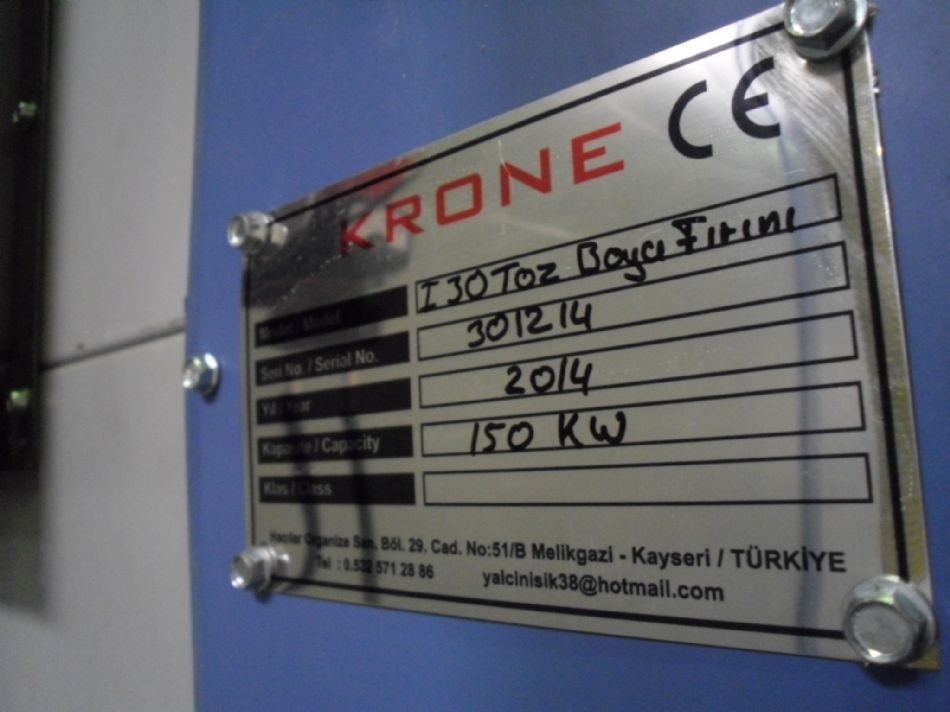 KRONE CE
Model / Model I 30 Toz Boya Fırını
Seri No. / Serial No. 301214
Yıl / Year 2014
Kapasite / Capacity 150 KW
Klas / Class
Hacılar Organize San. Böl. 29. Cad. No:51/B Melikgazi - Kayseri / TÜRKİYE
Tel : 0.532 571 28 86 yalcinisik38@hotmail.com